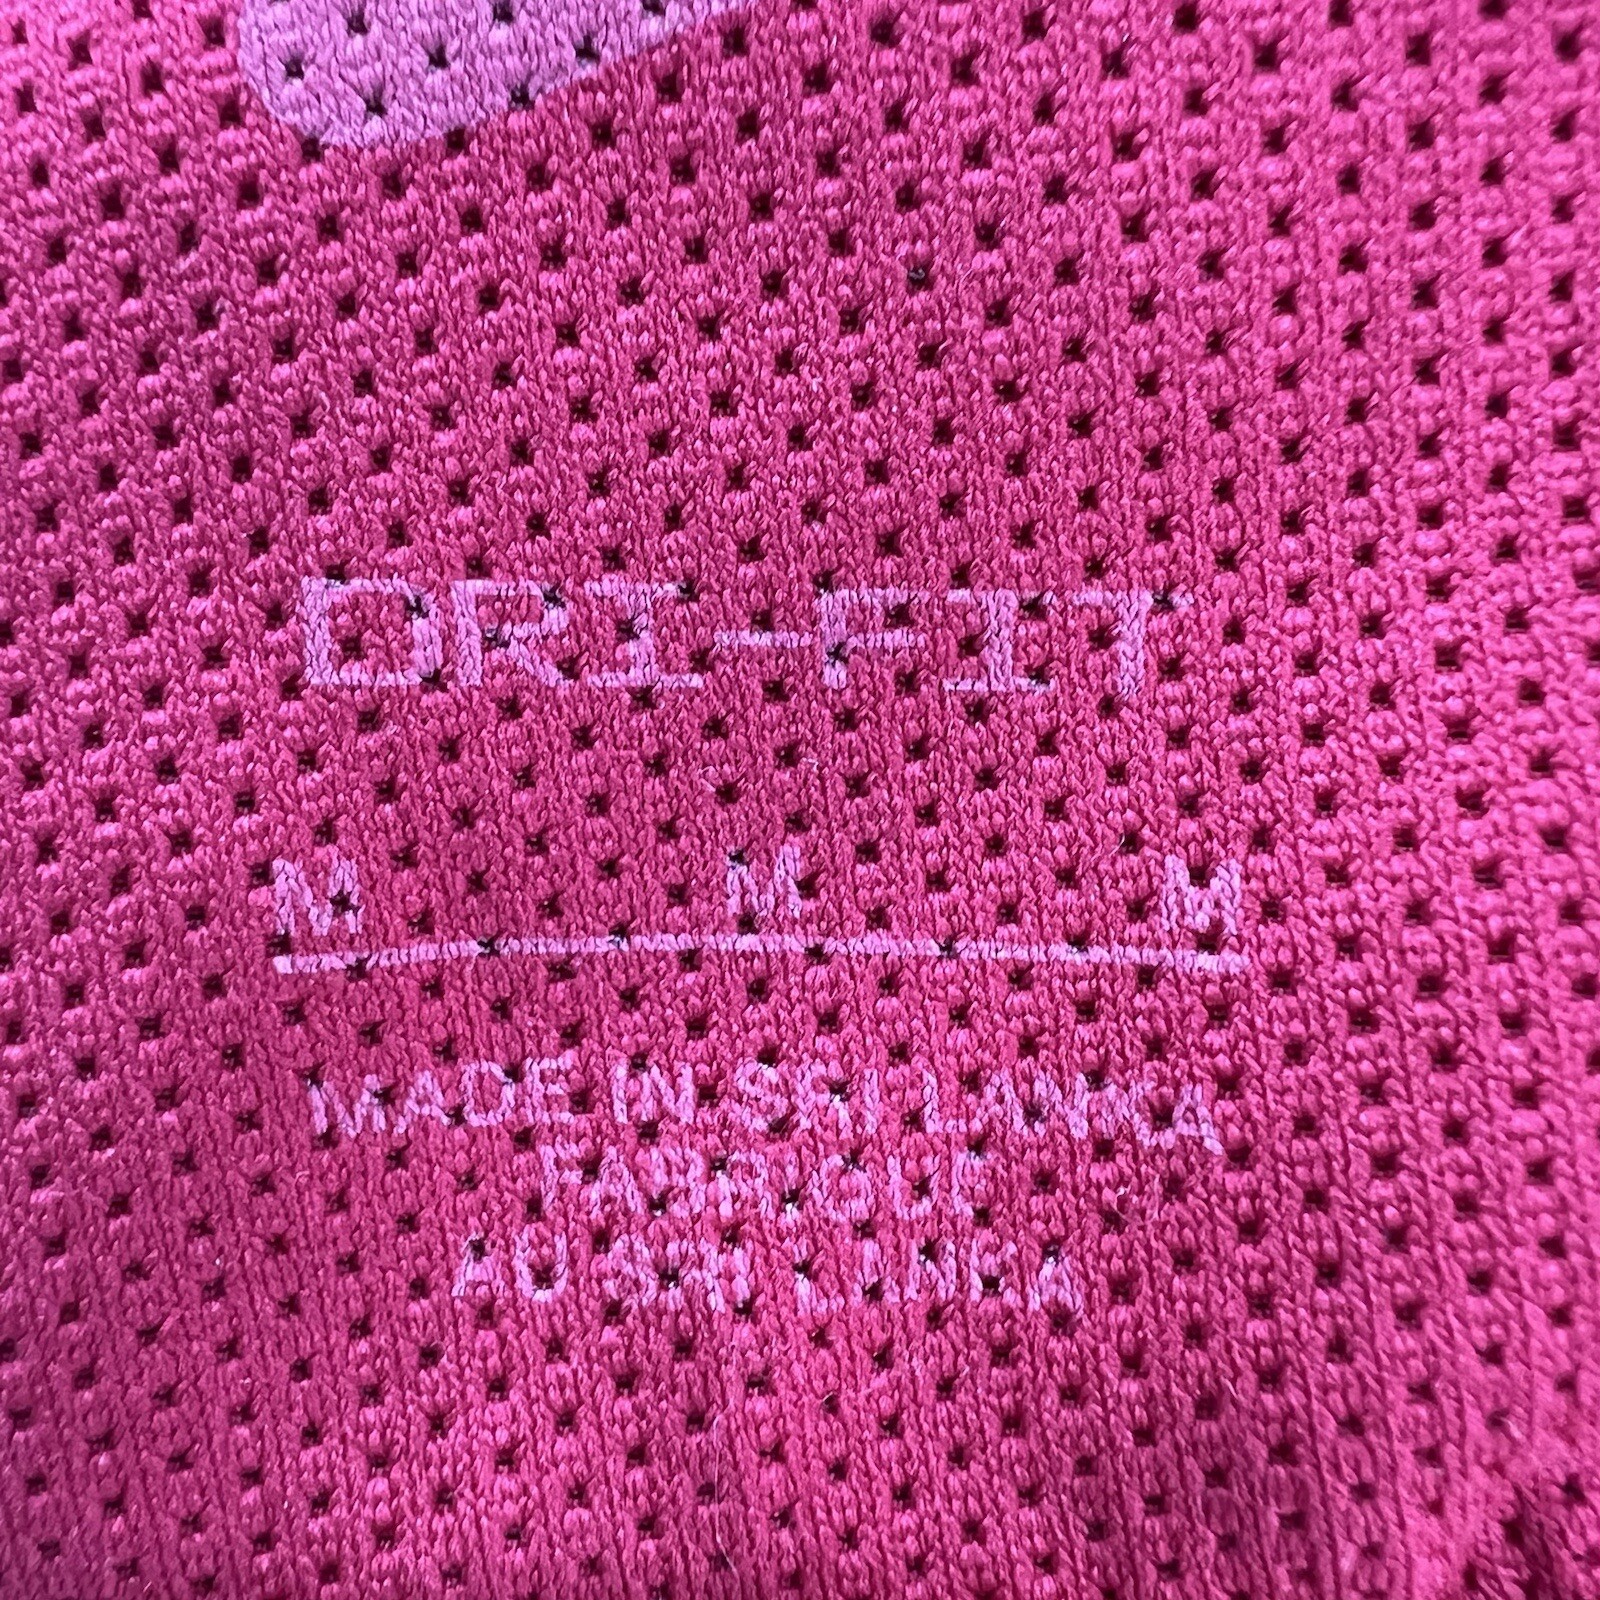 DRI-FIT
M M M
MADE IN SRI LANKA
FABRIQUE
AU SRI LANKA